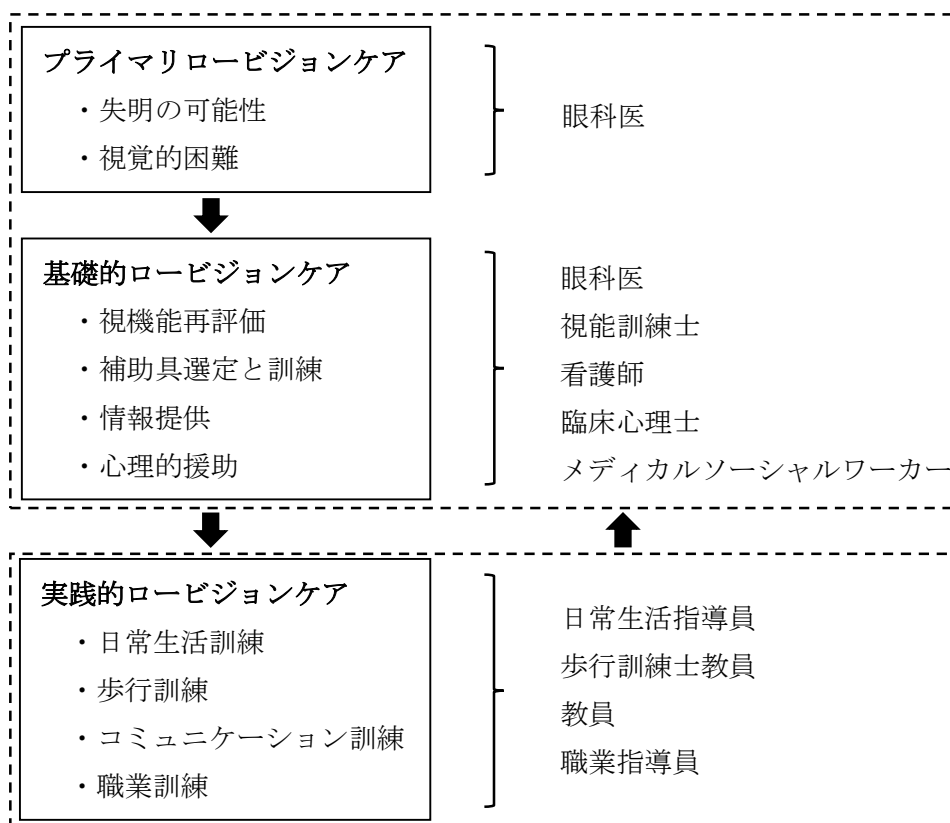 プライマリロービジョンケア
・失明の可能性
・視覚的困難
眼科医
基礎的ロービジョンケア
・視機能再評価
・補助具選定と訓練
・情報提供
・心理的援助
眼科医
視能訓練士
看護師
臨床心理士
メディカルソーシャルワーカー
実践的ロービジョンケア
・日常生活訓練
・歩行訓練
・コミュニケーション訓練
・職業訓練
日常生活指導員
歩行訓練士教員
教員
職業指導員